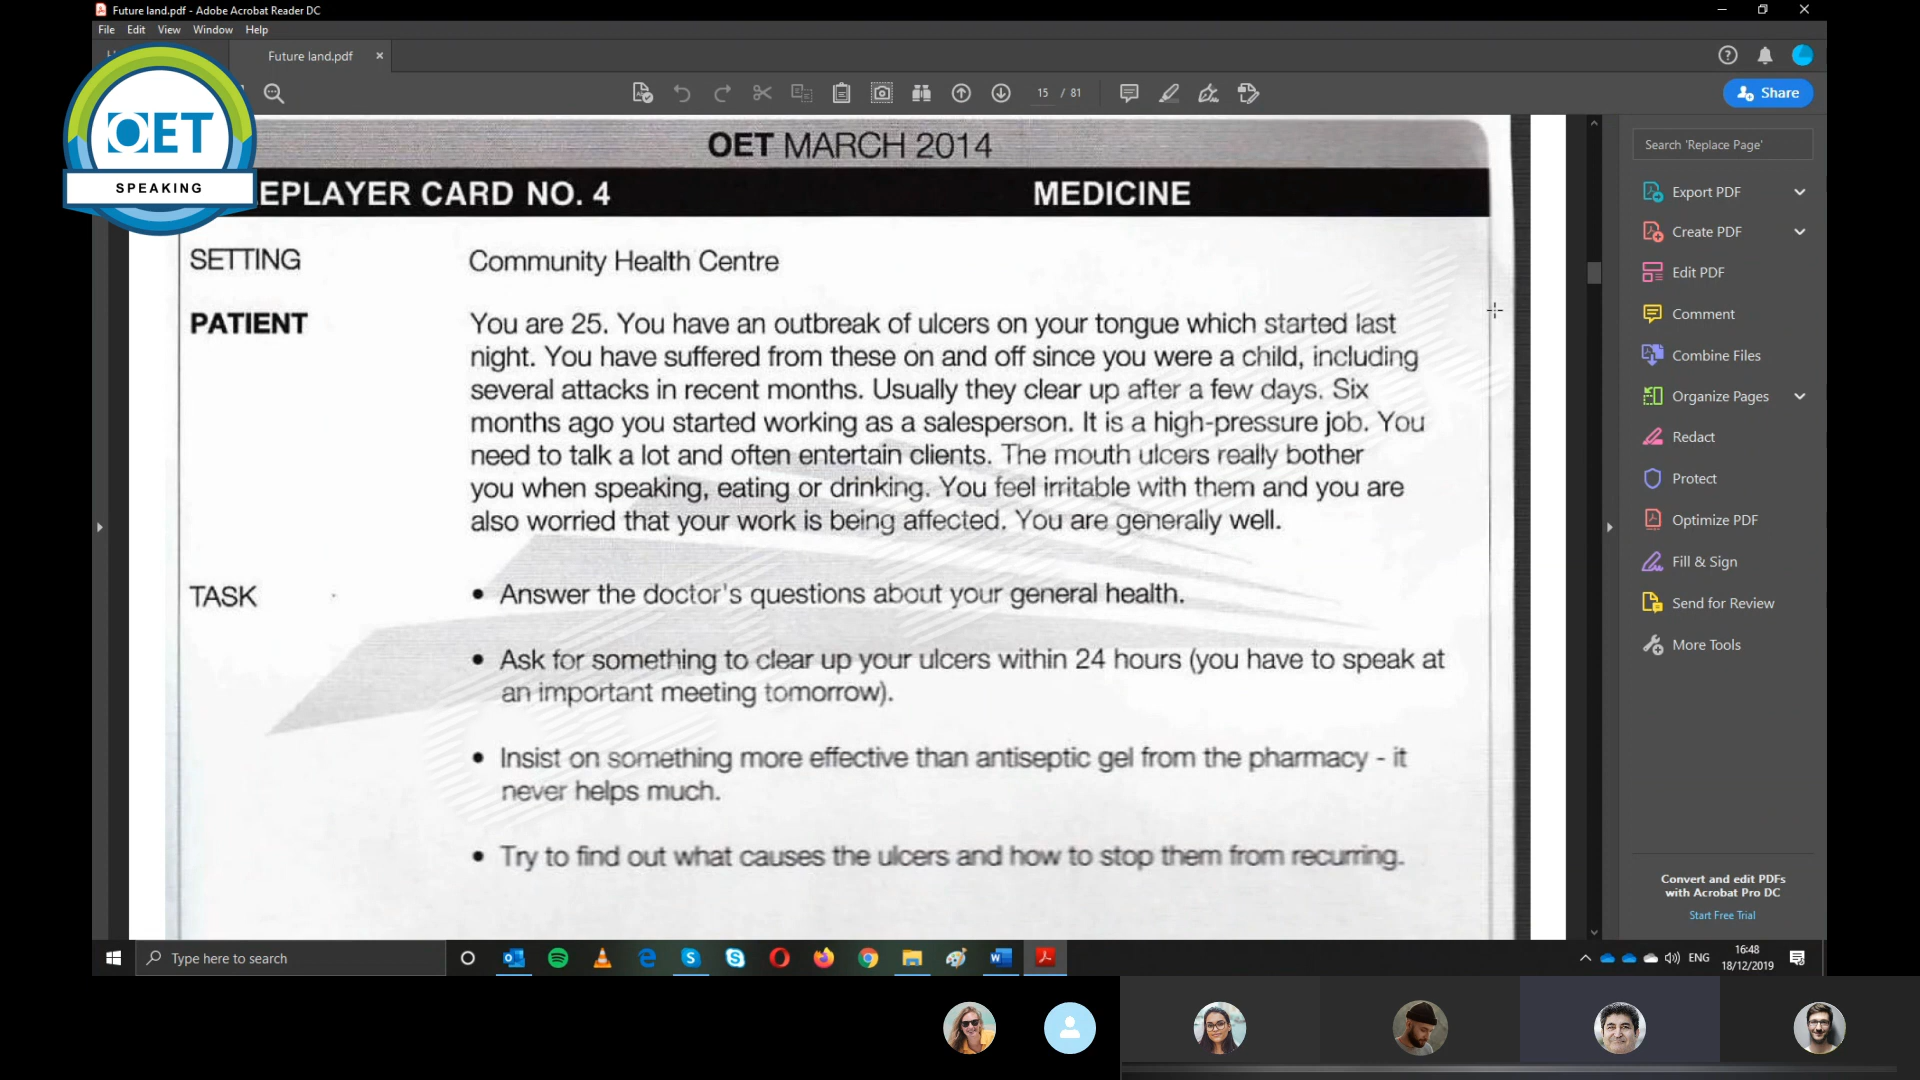 Future land.pdf - Adobe Acrobat Reader DC
File Edit View Window Help
Future land.pdf
15 / 81
Share
OET
SPEAKING
OET MARCH 2014
EPLAYER CARD NO. 4 MEDICINE
SETTING Community Health Centre
PATIENT You are 25. You have an outbreak of ulcers on your tongue which started last
night. You have suffered from these on and off since you were a child, including
several attacks in recent months. Usually they clear up after a few days. Six
months ago you started working as a salesperson. It is a high-pressure job. You
need to talk a lot and often entertain clients. The mouth ulcers really bother
you when speaking, eating or drinking. You feel irritable with them and you are
also worried that your work is being affected. You are generally well.
TASK • Answer the doctor's questions about your general health.
• Ask for something to clear up your ulcers within 24 hours (you have to speak at
an important meeting tomorrow).
• Insist on something more effective than antiseptic gel from the pharmacy - it
never helps much.
• Try to find out what causes the ulcers and how to stop them from recurring.
Search 'Replace Page'
Export PDF
Create PDF
Edit PDF
Comment
Combine Files
Organize Pages
Redact
Protect
Optimize PDF
Fill & Sign
Send for Review
More Tools
Convert and edit PDFs
with Acrobat Pro DC
Start Free Trial
Type here to search
ENG
16:48
18/12/2019